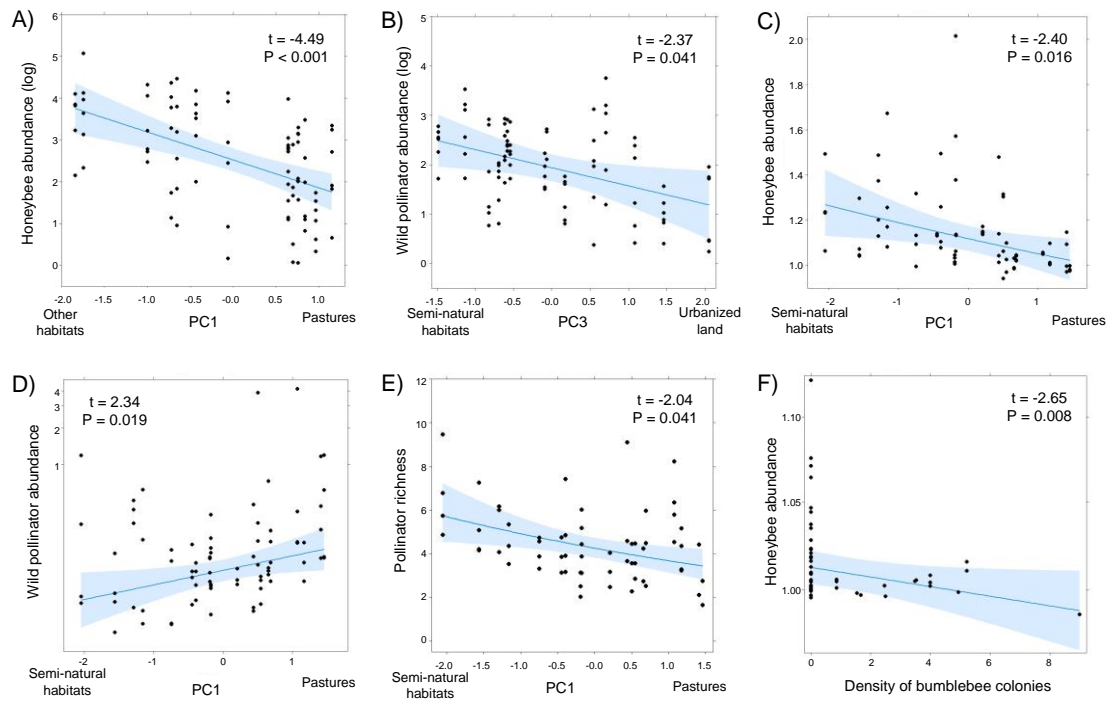 A)
t = -4.49
P < 0.001
Honeybee abundance (log)
6
5
4
3
2
1
0
-2.0 -1.5 -1.0 -0.5 -0.0 0.5 1.0
Other habitats
PC1
Pastures
B)
t = -2.37
P = 0.041
Wild pollinator abundance (log)
5
4
3
2
1
0
-1.5 -1.0 -0.5 -0.0 0.5 1.0 1.5 2.0
Semi-natural habitats
PC3
Urbanized land
C)
t = -2.40
P = 0.016
Honeybee abundance
2.0
1.8
1.6
1.4
1.2
1.0
-2 -1 0 1
Semi-natural habitats
PC1
Pastures
D)
t = 2.34
P = 0.019
Wild pollinator abundance
4
3
2
1
-2 -1 0 1
Semi-natural habitats
PC1
Pastures
E)
t = -2.04
P = 0.041
Pollinator richness
12
10
8
6
4
2
0
-2.0 -1.5 -1.0 -0.5 -0.0 0.5 1.0 1.5
Semi-natural habitats
PC1
Pastures
F)
t = -2.65
P = 0.008
Honeybee abundance
1.10
1.05
1.00
0 2 4 6 8
Density of bumblebee colonies